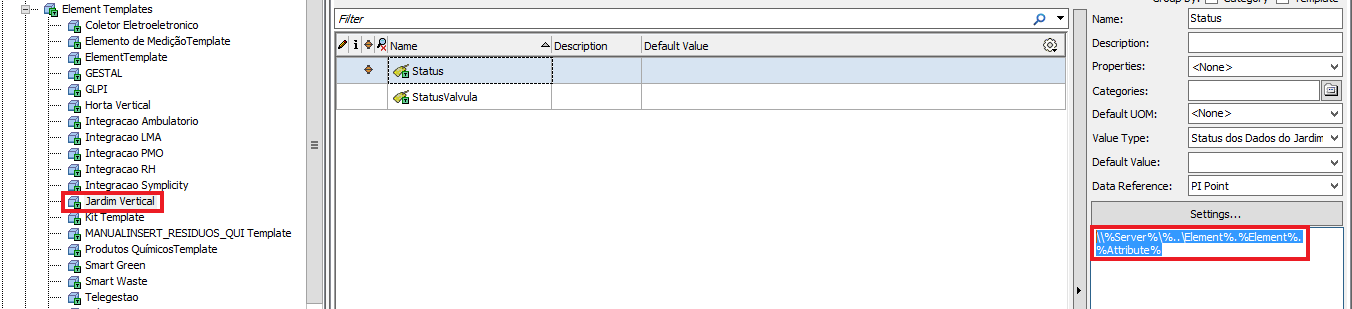 Group by: Category Template
Element Templates
Coletor Eletroeletronico
Elemento de MediçãoTemplate
ElementTemplate
GESTAL
GLPI
Horta Vertical
Integracao Ambulatorio
Integracao LMA
Integracao PMO
Integracao RH
Integracao Symplicity
Jardim Vertical
Kit Template
MANUALINSERT_RESIDUOS_QUI Template
Produtos QuímicosTemplate
Smart Green
Smart Waste
Telegestao
Filter
Name Description Default Value
Status
StatusValvula
Name: Status
Description:
Properties: <None>
Categories:
Default UOM: <None>
Value Type: Status dos Dados do Jardim
Default Value:
Data Reference: PI Point
Settings...
\\%Server%\%..\Element%.%Element%.
%Attribute%